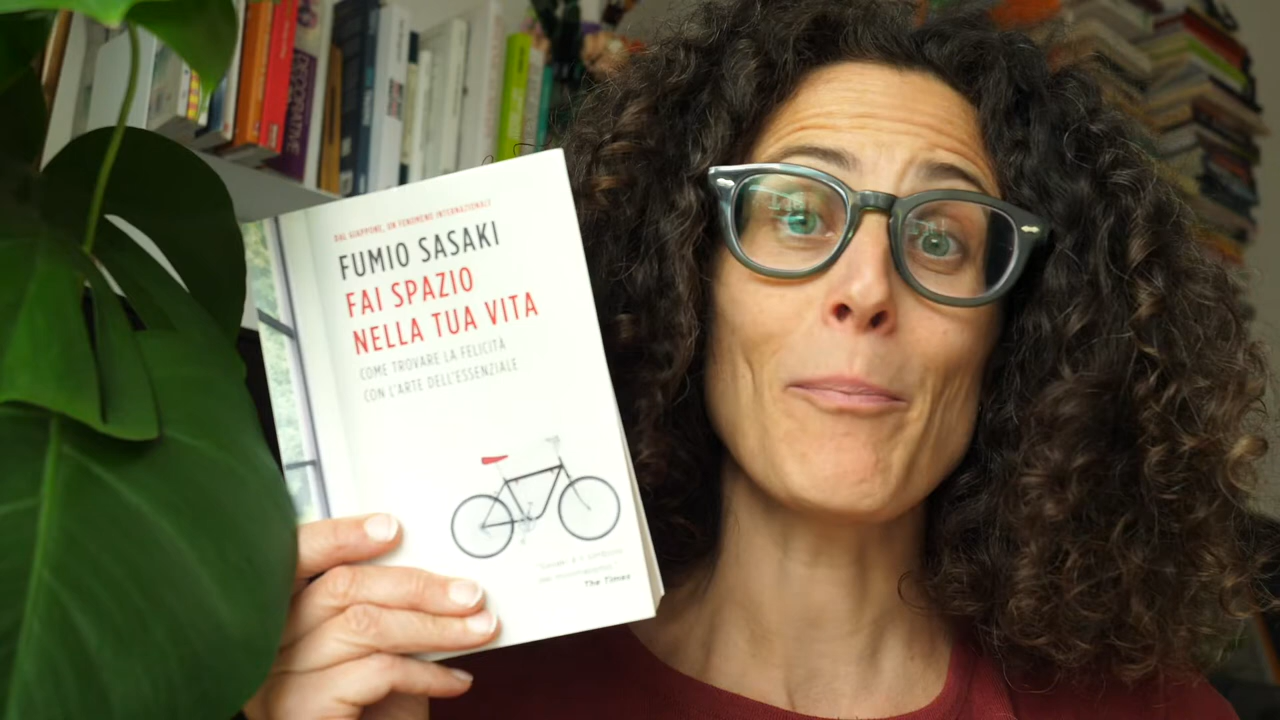 DECORATIVE
DAL GIAPPONE, UN FENOMENO INTERNAZIONALE
FUMIO SASAKI
FAI SPAZIO
NELLA TUA VITA
COME TROVARE LA FELICITÀ
CON L'ARTE DELL'ESSENZIALE
The Times